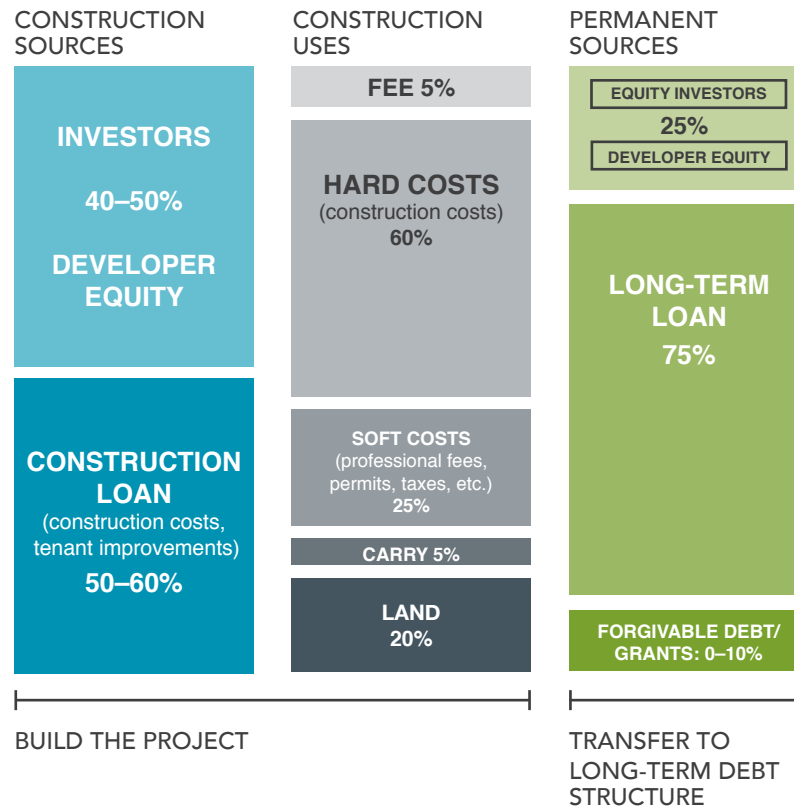 CONSTRUCTION
SOURCES
INVESTORS
40–50%
DEVELOPER
EQUITY
CONSTRUCTION
LOAN
(construction costs,
tenant improvements)
50–60%
CONSTRUCTION
USES
FEE 5%
HARD COSTS
(construction costs)
60%
SOFT COSTS
(professional fees,
permits, taxes, etc.)
25%
CARRY 5%
LAND
20%
PERMANENT
SOURCES
EQUITY INVESTORS
25%
DEVELOPER EQUITY
LONG-TERM
LOAN
75%
FORGIVABLE DEBT/
GRANTS: 0–10%
BUILD THE PROJECT
TRANSFER TO
LONG-TERM DEBT
STRUCTURE